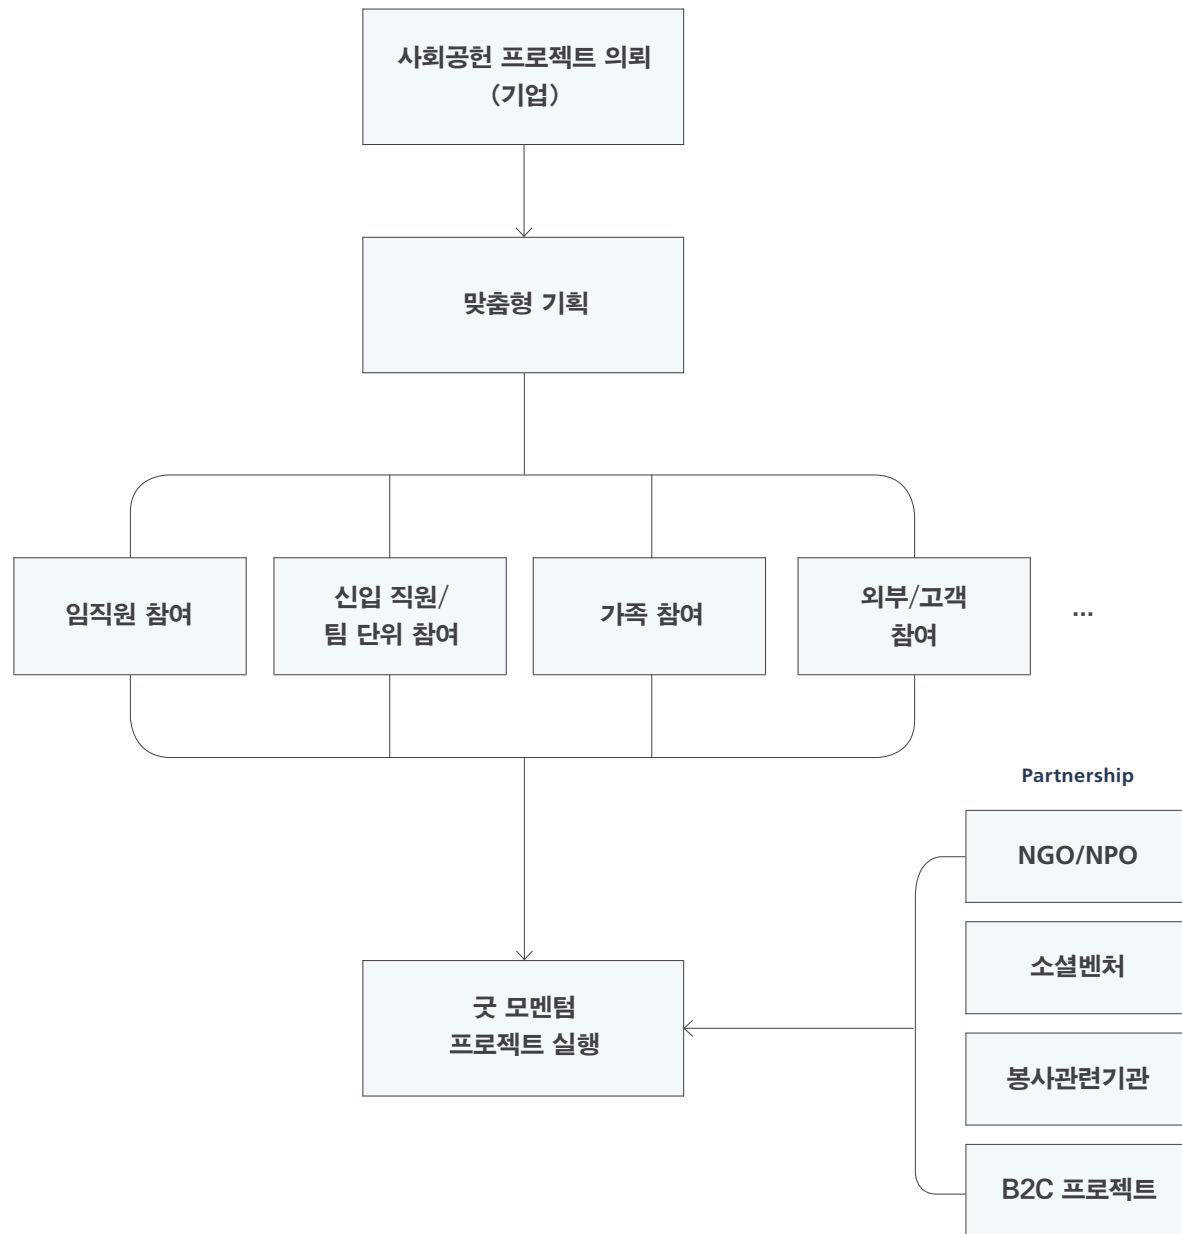 사회공헌 프로젝트 의뢰
(기업)
맞춤형 기획
임직원 참여
신입 직원/
팀 단위 참여
가족 참여
외부/고객
참여
...
Partnership
NGO/NPO
소셜벤처
봉사관련기관
B2C 프로젝트
굿 모멘텀
프로젝트 실행